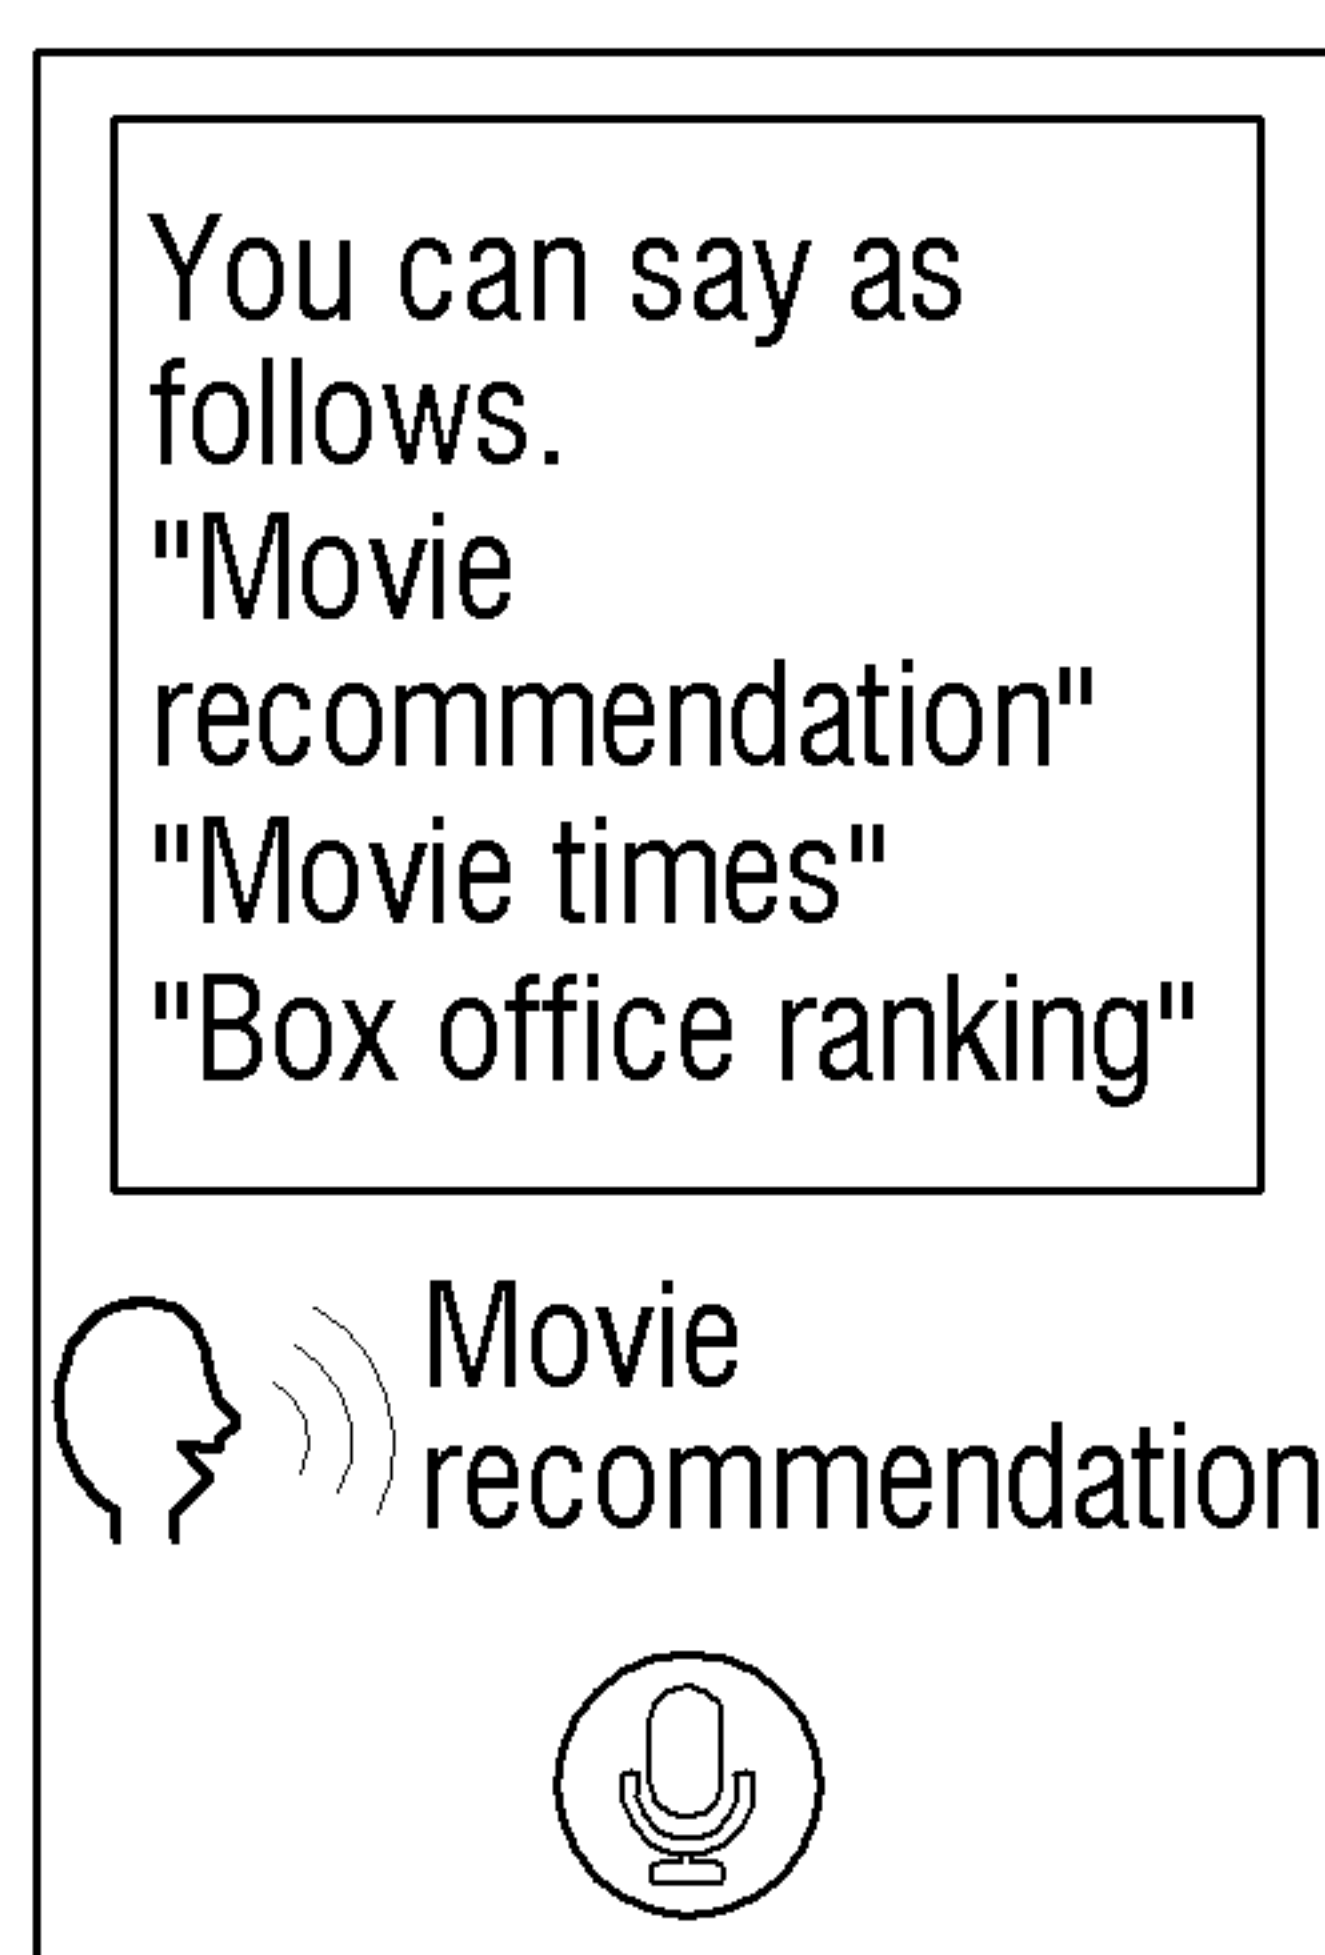 You can say as
follows.
"Movie
recommendation"
"Movie times"
"Box office ranking"
Movie
recommendation